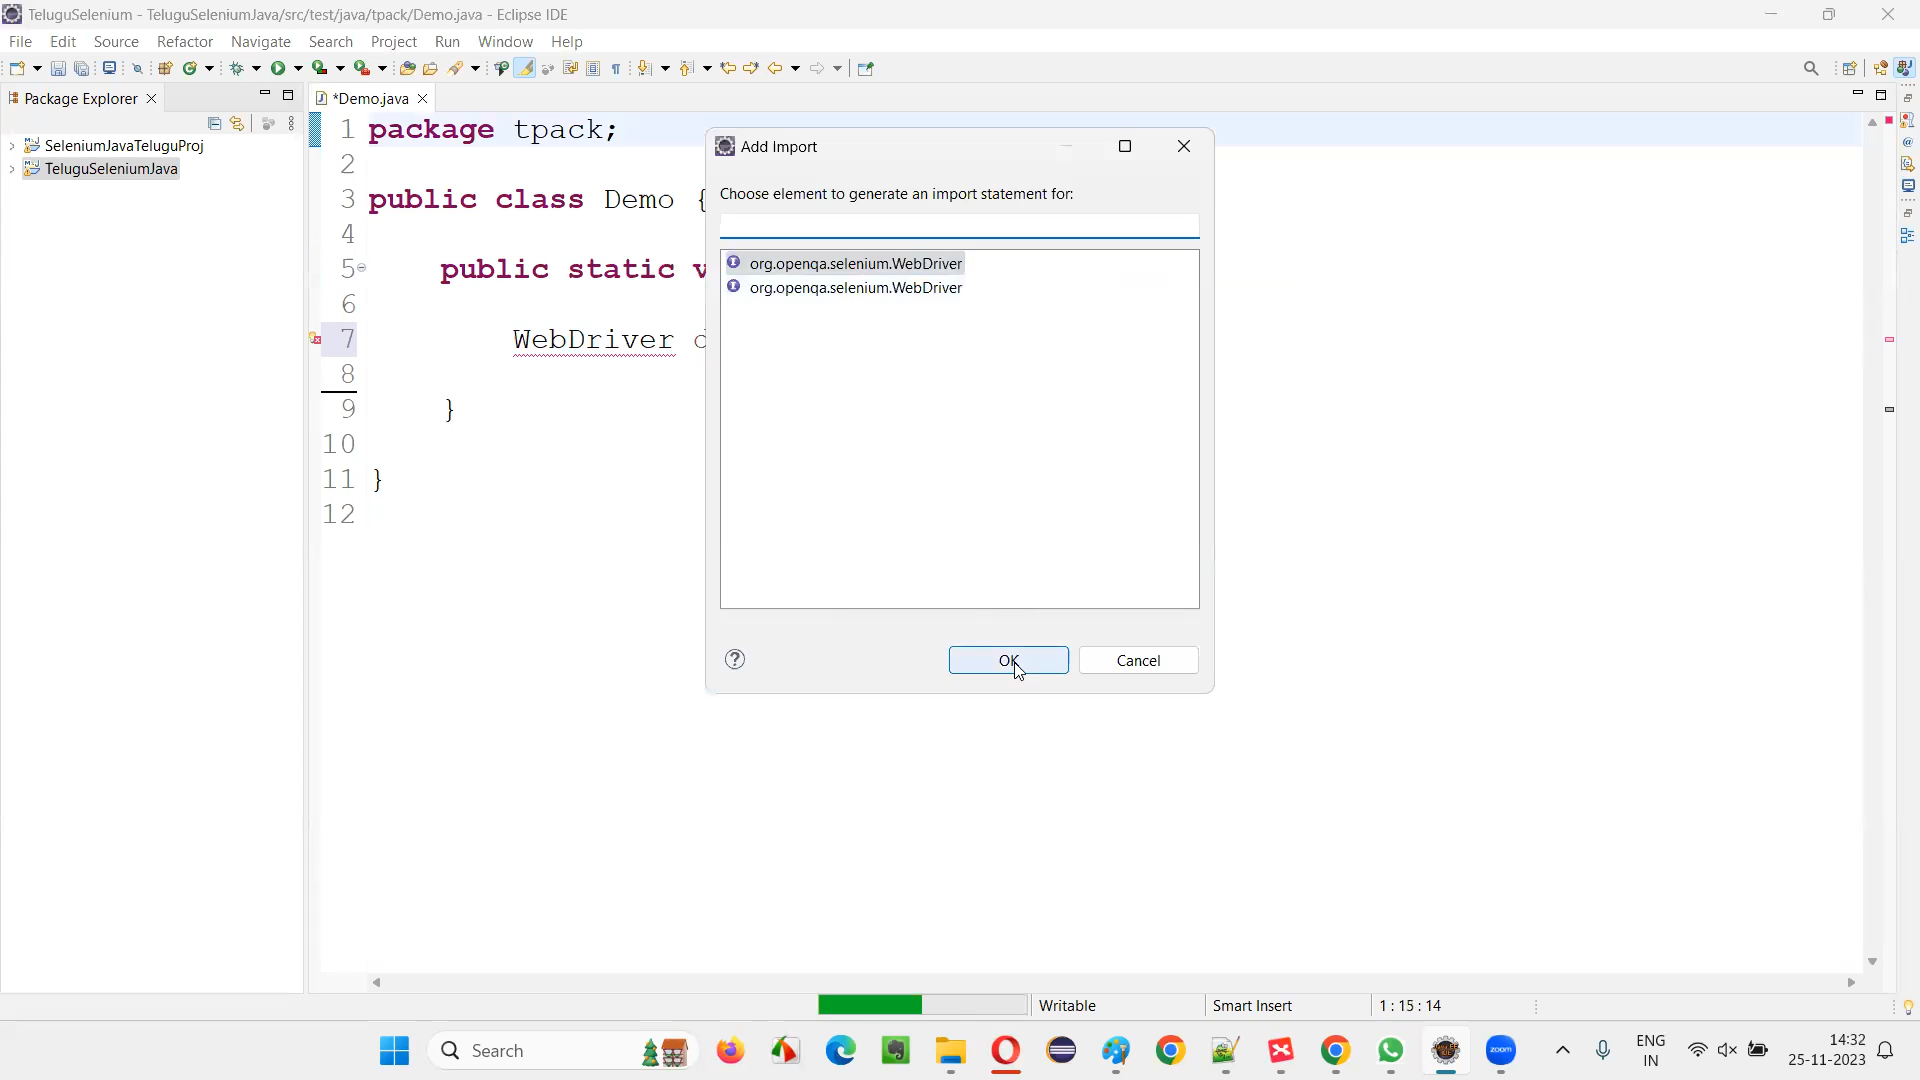 TeluguSelenium - TeluguSeleniumJava/src/test/java/tpack/Demo.java - Eclipse IDE
File Edit Source Refactor Navigate Search Project Run Window Help
Package Explorer
*Demo.java
SeleniumJavaTeluguProj
TeluguSeleniumJava
1 package tpack;
2
3 public class Demo {
4
5 public static v
6
7 WebDriver d
8
9 }
10
11 }
12
Add Import
Choose element to generate an import statement for:
org.openqa.selenium.WebDriver
org.openqa.selenium.WebDriver
OK Cancel
Writable Smart Insert 1 : 15 : 14
Search
zoom
ENG
IN
14:32
25-11-2023